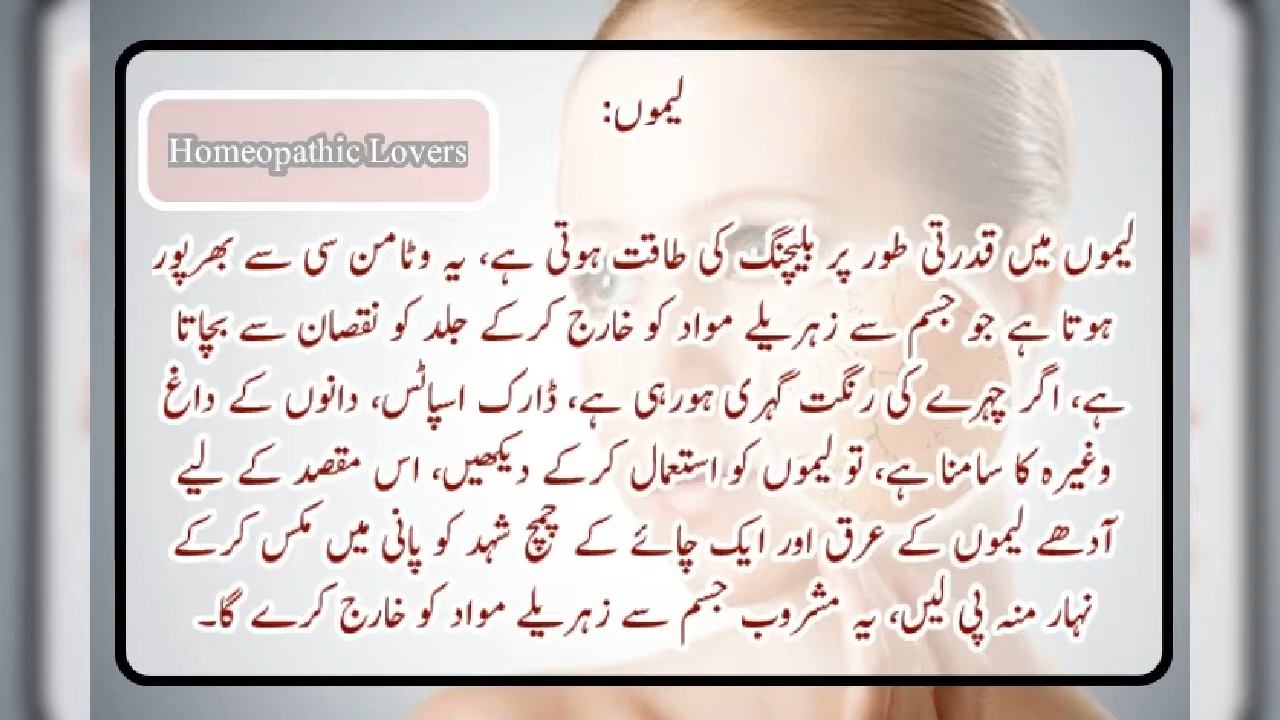 لیموں:
Homeopathic Lovers
لیموں میں قدرتی طور پر بلیچنگ کی طاقت ہوتی ہے، یہ وٹامن سی سے بھرپور
ہوتا ہے جو جسم سے زہریلے مواد کو خارج کرکے جلد کو نقصان سے بچاتا
ہے، اگر چہرے کی رنگت گہری ہورہی ہے، ڈارک اسپاٹس، دانوں کے داغ
وغیرہ کا سامنا ہے، تو لیموں کو استعمال کرکے دیکھیں، اس مقصد کے لیے
آدھے لیموں کے عرق اور ایک چائے کے چمچ شہد کو پانی میں مکس کرکے
نہار منہ پی لیں، یہ مشروب جسم سے زہریلے مواد کو خارج کرے گا۔